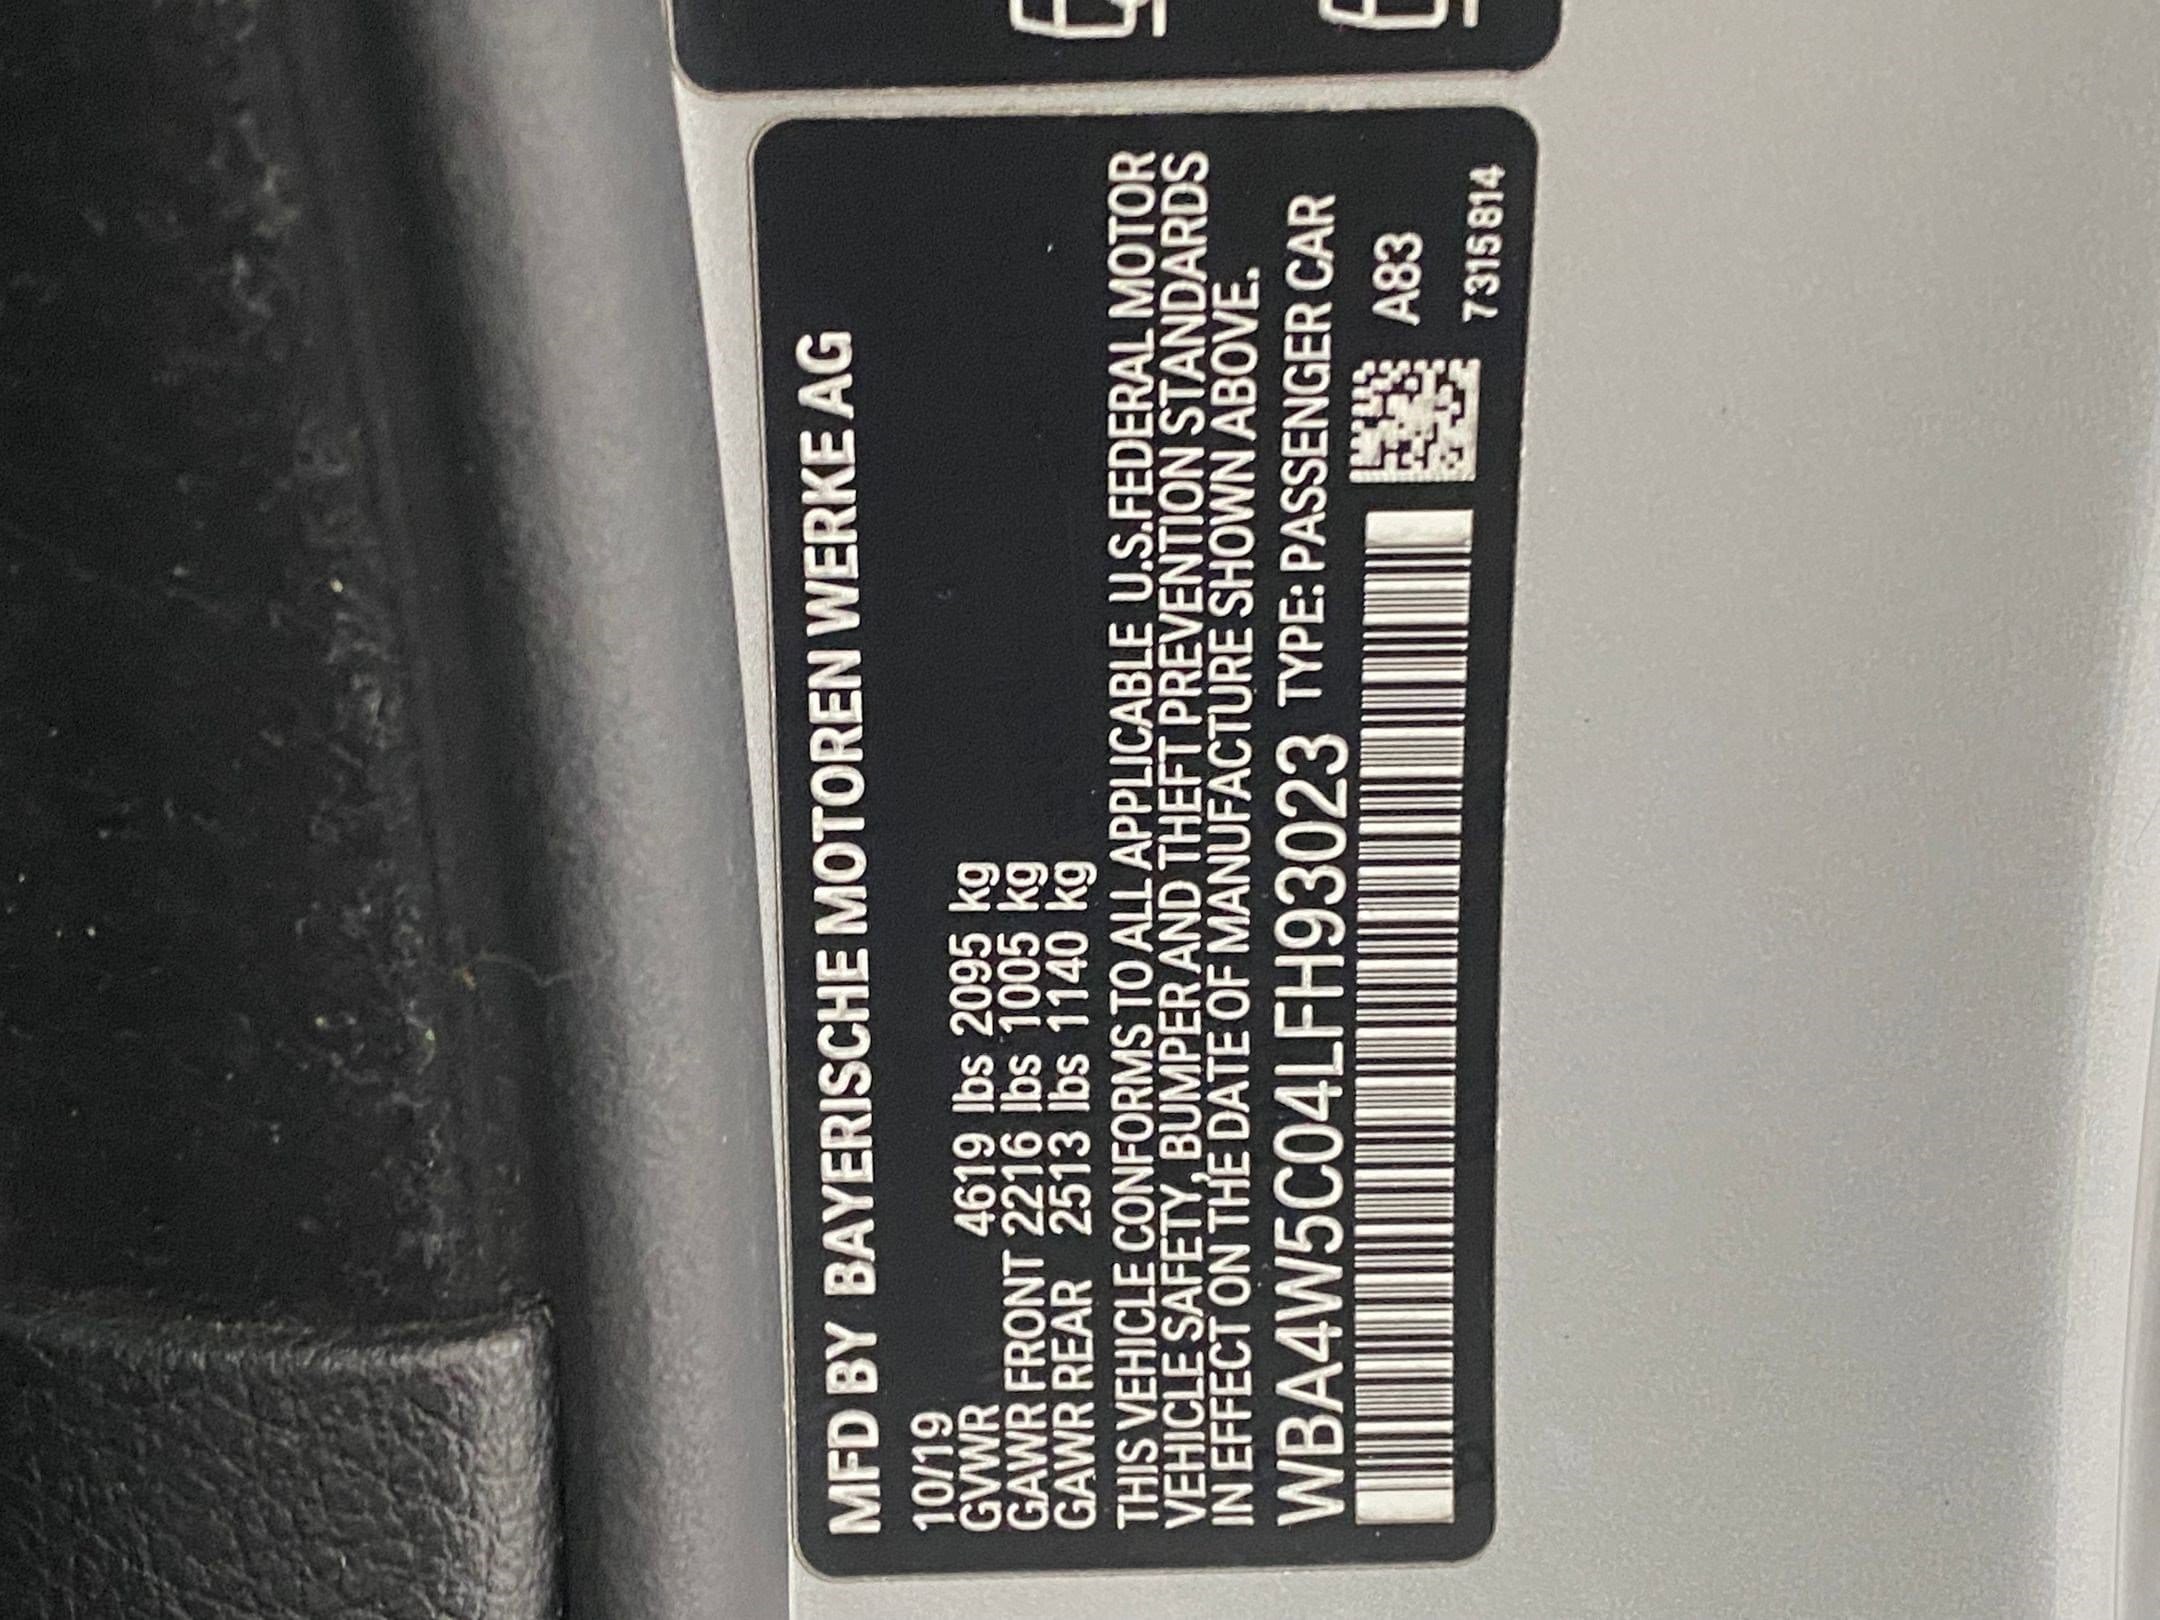 MFD BY BAYERISCHE MOTOREN WERKE AG
10/19
GVWR 4619 lbs 2095 kg
GAWR FRONT 2216 lbs 1005 kg
GAWR REAR 2513 lbs 1140 kg
THIS VEHICLE CONFORMS TO ALL APPLICABLE U.S.FEDERAL MOTOR
VEHICLE SAFETY, BUMPER AND THEFT PREVENTION STANDARDS
IN EFFECT ON THE DATE OF MANUFACTURE SHOWN ABOVE.
WBA4W5C04LFH93023 TYPE: PASSENGER CAR
A83
7315814